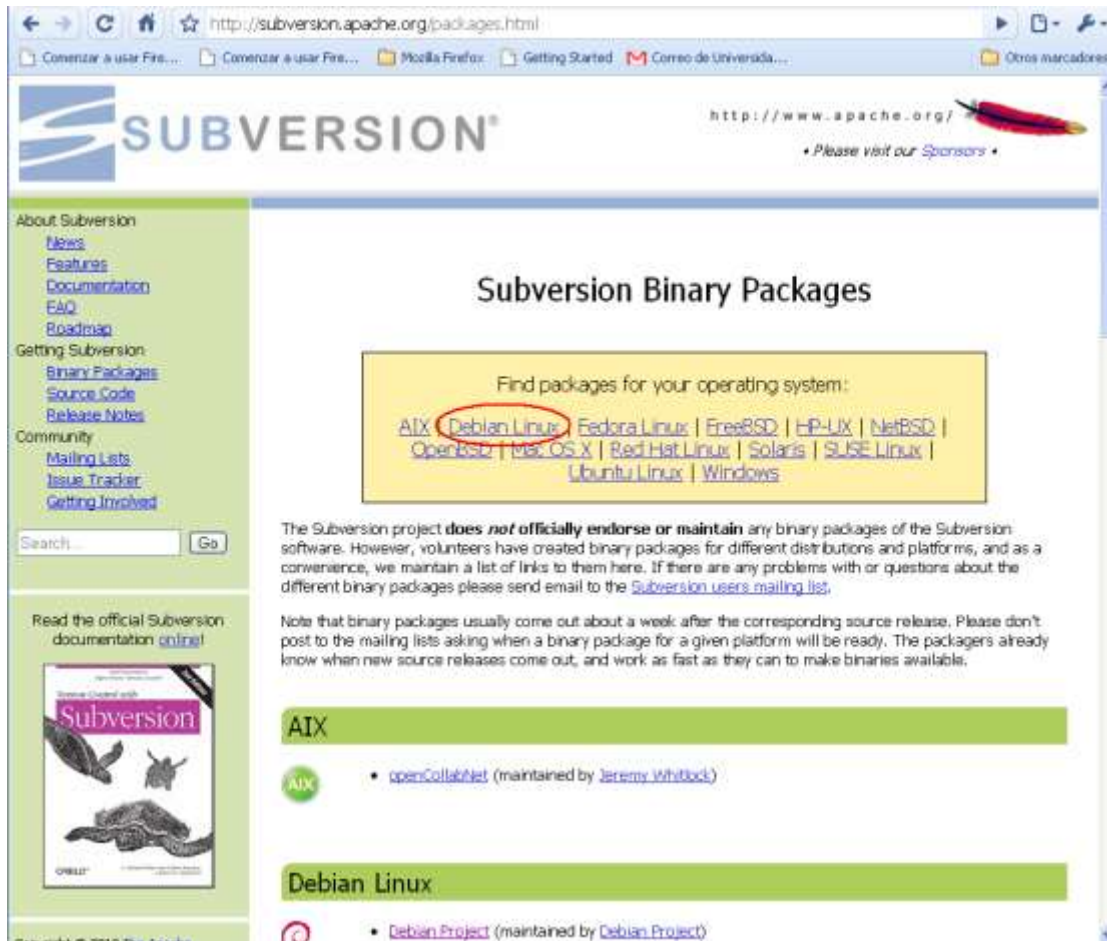 http://subversion.apache.org/packages.html
Comenzar a usar Fire... Comenzar a usar Fire... Mozilla Firefox Getting Started Correo de Universida... Otros marcadores
SUBVERSION®
http://www.apache.org/
• Please visit our Sponsors •
About Subversion
News
Features
Documentation
FAQ
Roadmap
Getting Subversion
Binary Packages
Source Code
Release Notes
Community
Mailing Lists
Issue Tracker
Getting Involved
Search... Go
Read the official Subversion
documentation online!
Subversion
O'REILLY
Subversion Binary Packages
Find packages for your operating system:
AIX | Debian Linux | Fedora Linux | FreeBSD | HP-UX | NetBSD |
OpenBSD | Mac OS X | Red Hat Linux | Solaris | SUSE Linux |
Ubuntu Linux | Windows
The Subversion project does not officially endorse or maintain any binary packages of the Subversion
software. However, volunteers have created binary packages for different distributions and platforms, and as a
convenience, we maintain a list of links to them here. If there are any problems with or questions about the
different binary packages please send email to the Subversion users mailing list.
Note that binary packages usually come out about a week after the corresponding source release. Please don't
post to the mailing lists asking when a binary package for a given platform will be ready. The packagers already
know when new source releases come out, and work as fast as they can to make binaries available.
AIX
AIX
• openCollabNet (maintained by Jeremy Whitlock)
Debian Linux
• Debian Project (maintained by Debian Project)